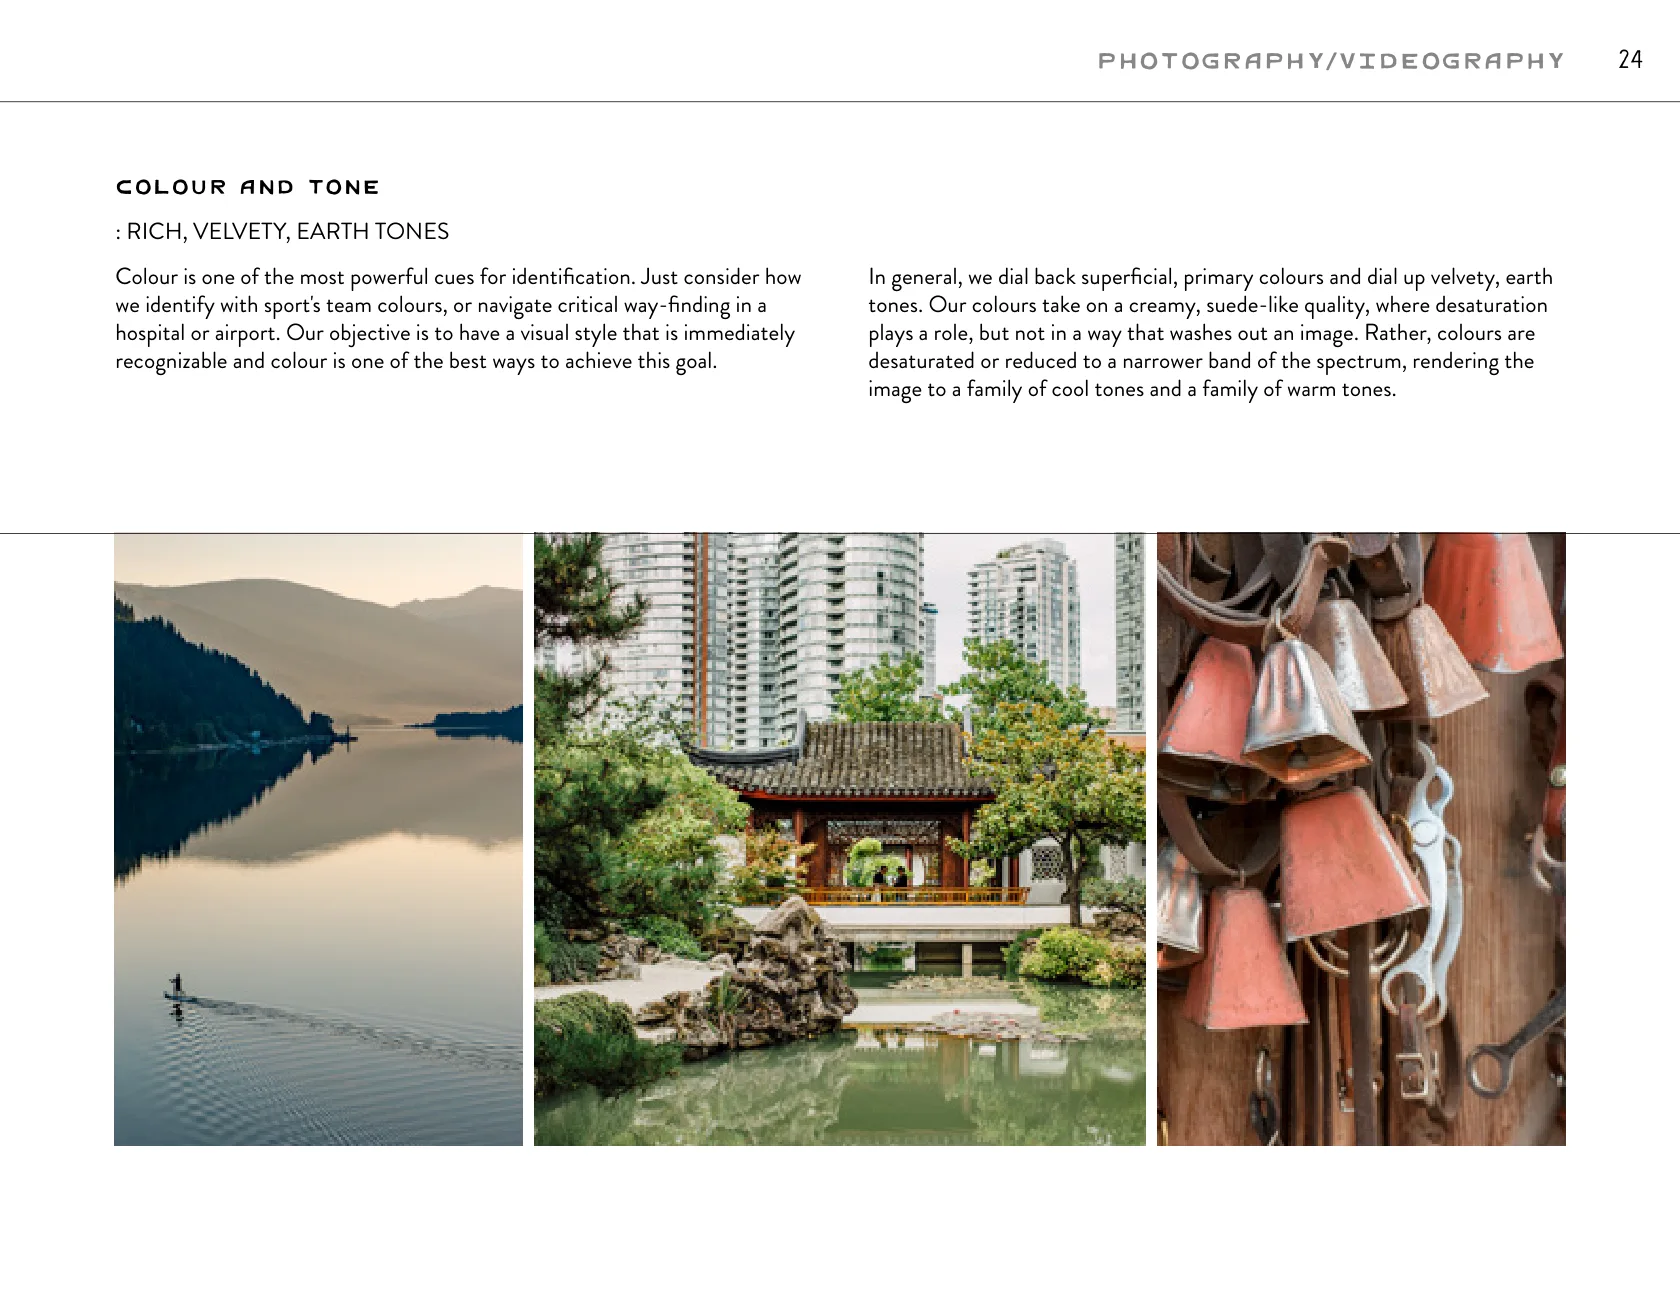 PHOTOGRAPHY/VIDEOGRAPHY 24
COLOUR AND TONE
: RICH, VELVETY, EARTH TONES
Colour is one of the most powerful cues for identification. Just consider how
we identify with sport's team colours, or navigate critical way-finding in a
hospital or airport. Our objective is to have a visual style that is immediately
recognizable and colour is one of the best ways to achieve this goal.
In general, we dial back superficial, primary colours and dial up velvety, earth
tones. Our colours take on a creamy, suede-like quality, where desaturation
plays a role, but not in a way that washes out an image. Rather, colours are
desaturated or reduced to a narrower band of the spectrum, rendering the
image to a family of cool tones and a family of warm tones.